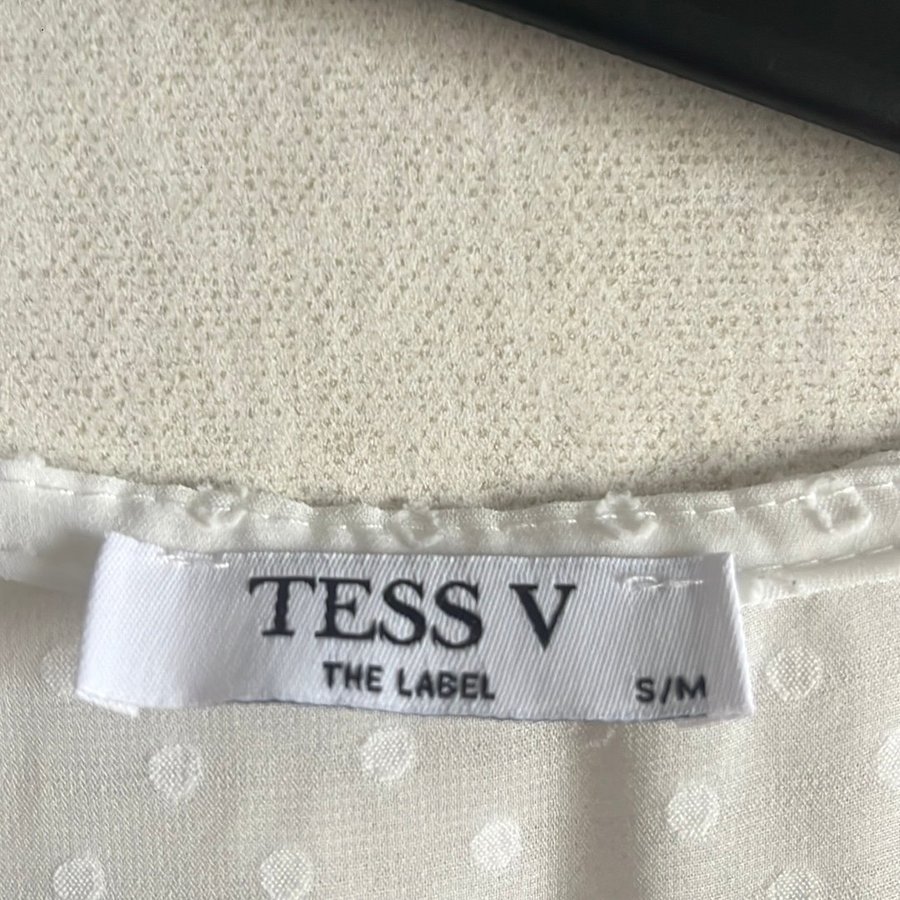 TESS V
THE LABEL
S/M